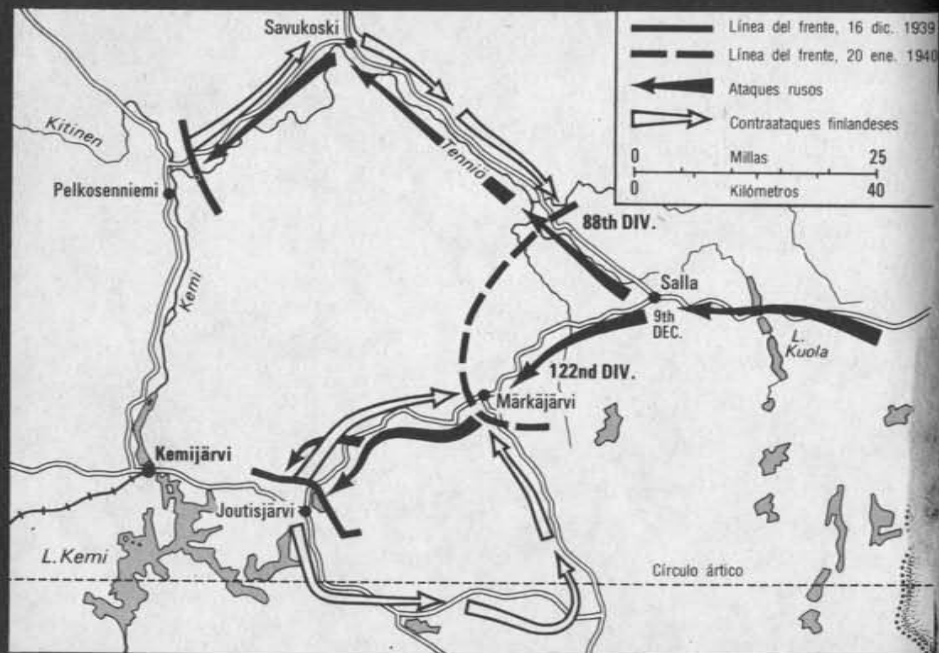 Savukoski
Línea del frente, 16 dic. 1939
Línea del frente, 20 ene. 1940
Ataques rusos
Contraataques finlandeses
0 Millas 25
0 Kilómetros 40
Kitinen
Tenniö
Pelkosenniemi
88th DIV.
Kemi
Salla
9th
DEC.
L.
Kuola
122nd DIV.
Märkäjärvi
Kemijärvi
Joutisjärvi
L. Kemi
Círculo ártico